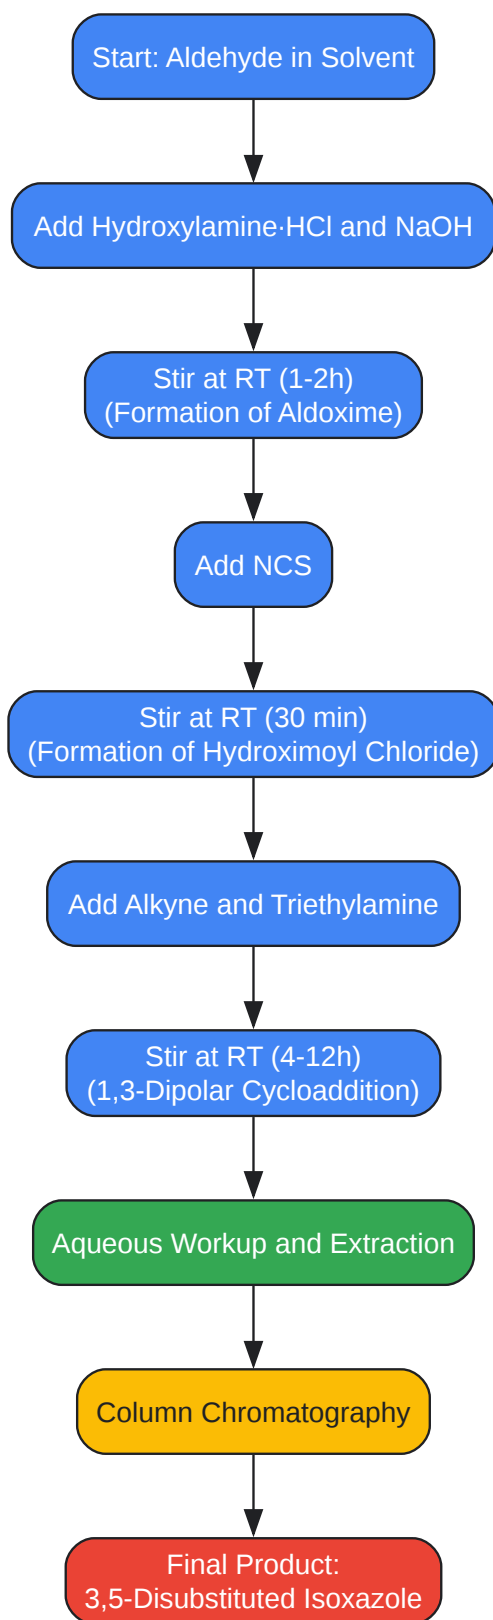 Start: Aldehyde in Solvent
Add Hydroxylamine·HCl and NaOH
Stir at RT (1-2h)
(Formation of Aldoxime)
Add NCS
Stir at RT (30 min)
(Formation of Hydroximoyl Chloride)
Add Alkyne and Triethylamine
Stir at RT (4-12h)
(1,3-Dipolar Cycloaddition)
Aqueous Workup and Extraction
Column Chromatography
Final Product:
3,5-Disubstituted Isoxazole